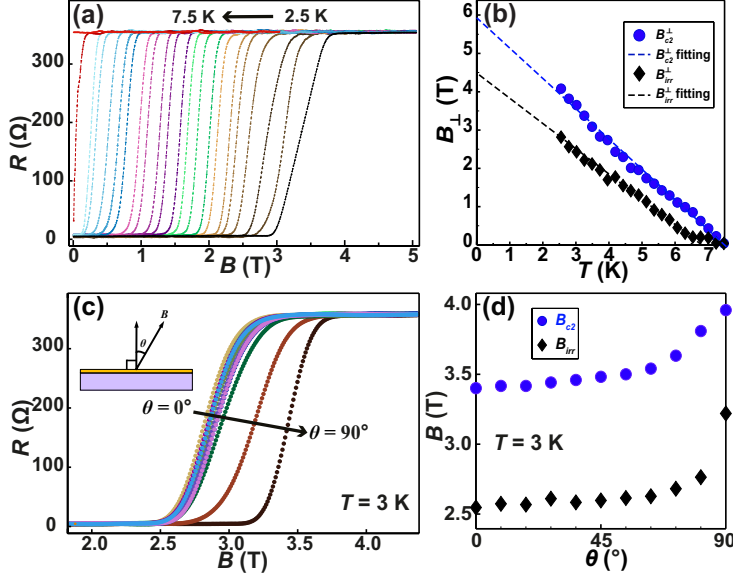 (a)
7.5 K
2.5 K
300
200
100
0
R (Ω)
0
1
2
3
4
5
B (T)
(b)
6
5
4
3
2
1
0
B⊥ (T)
B⊥c2
B⊥c2 fitting
B⊥irr
B⊥irr fitting
0
1
2
3
4
5
6
7
T (K)
(c)
B
θ
300
200
100
0
R (Ω)
θ = 0°
θ = 90°
T = 3 K
2.0
2.5
3.0
3.5
4.0
B (T)
(d)
4.0
3.5
3.0
2.5
B (T)
Bc2
Birr
T = 3 K
0
45
90
θ (°)